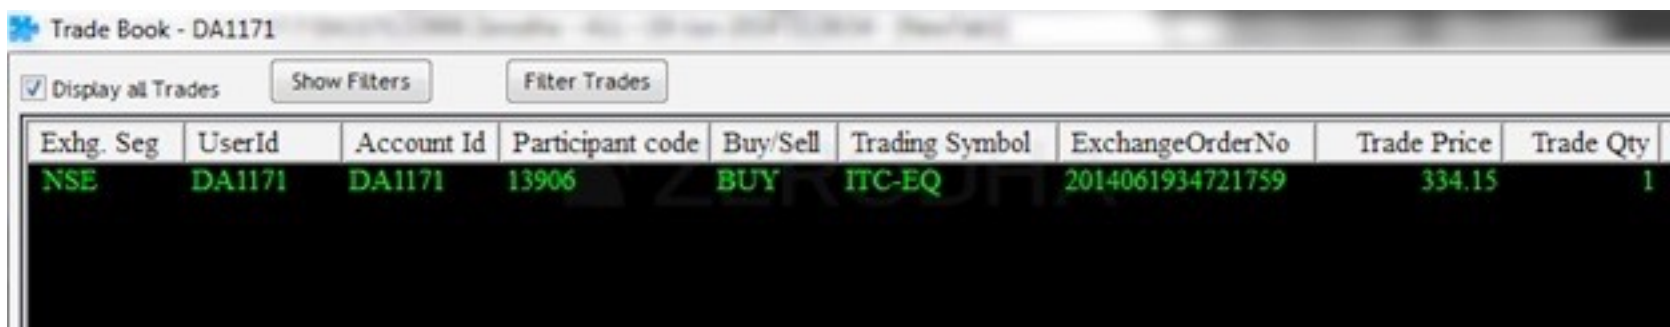 Trade Book - DA1171
Display all Trades Show Filters Filter Trades
Exhg. Seg UserId Account Id Participant code Buy/Sell Trading Symbol ExchangeOrderNo Trade Price Trade Qty
NSE DA1171 DA1171 13906 BUY ITC-EQ 2014061934721759 334.15 1
ZERODHA